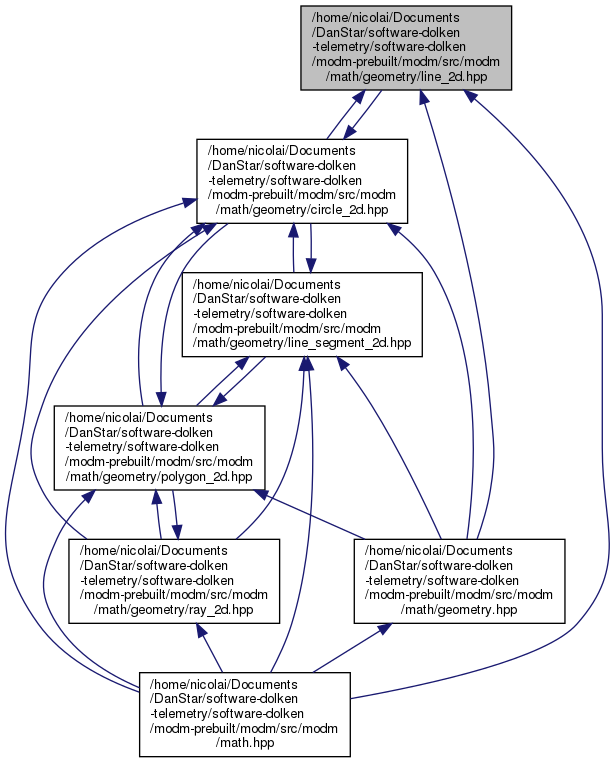 /home/nicolai/Documents
/DanStar/software-dolken
-telemetry/software-dolken
/modm-prebuilt/modm/src/modm
/math/geometry/line_2d.hpp
/home/nicolai/Documents
/DanStar/software-dolken
-telemetry/software-dolken
/modm-prebuilt/modm/src/modm
/math/geometry/circle_2d.hpp
/home/nicolai/Documents
/DanStar/software-dolken
-telemetry/software-dolken
/modm-prebuilt/modm/src/modm
/math/geometry/line_segment_2d.hpp
/home/nicolai/Documents
/DanStar/software-dolken
-telemetry/software-dolken
/modm-prebuilt/modm/src/modm
/math/geometry/polygon_2d.hpp
/home/nicolai/Documents
/DanStar/software-dolken
-telemetry/software-dolken
/modm-prebuilt/modm/src/modm
/math/geometry/ray_2d.hpp
/home/nicolai/Documents
/DanStar/software-dolken
-telemetry/software-dolken
/modm-prebuilt/modm/src/modm
/math/geometry.hpp
/home/nicolai/Documents
/DanStar/software-dolken
-telemetry/software-dolken
/modm-prebuilt/modm/src/modm
/math.hpp